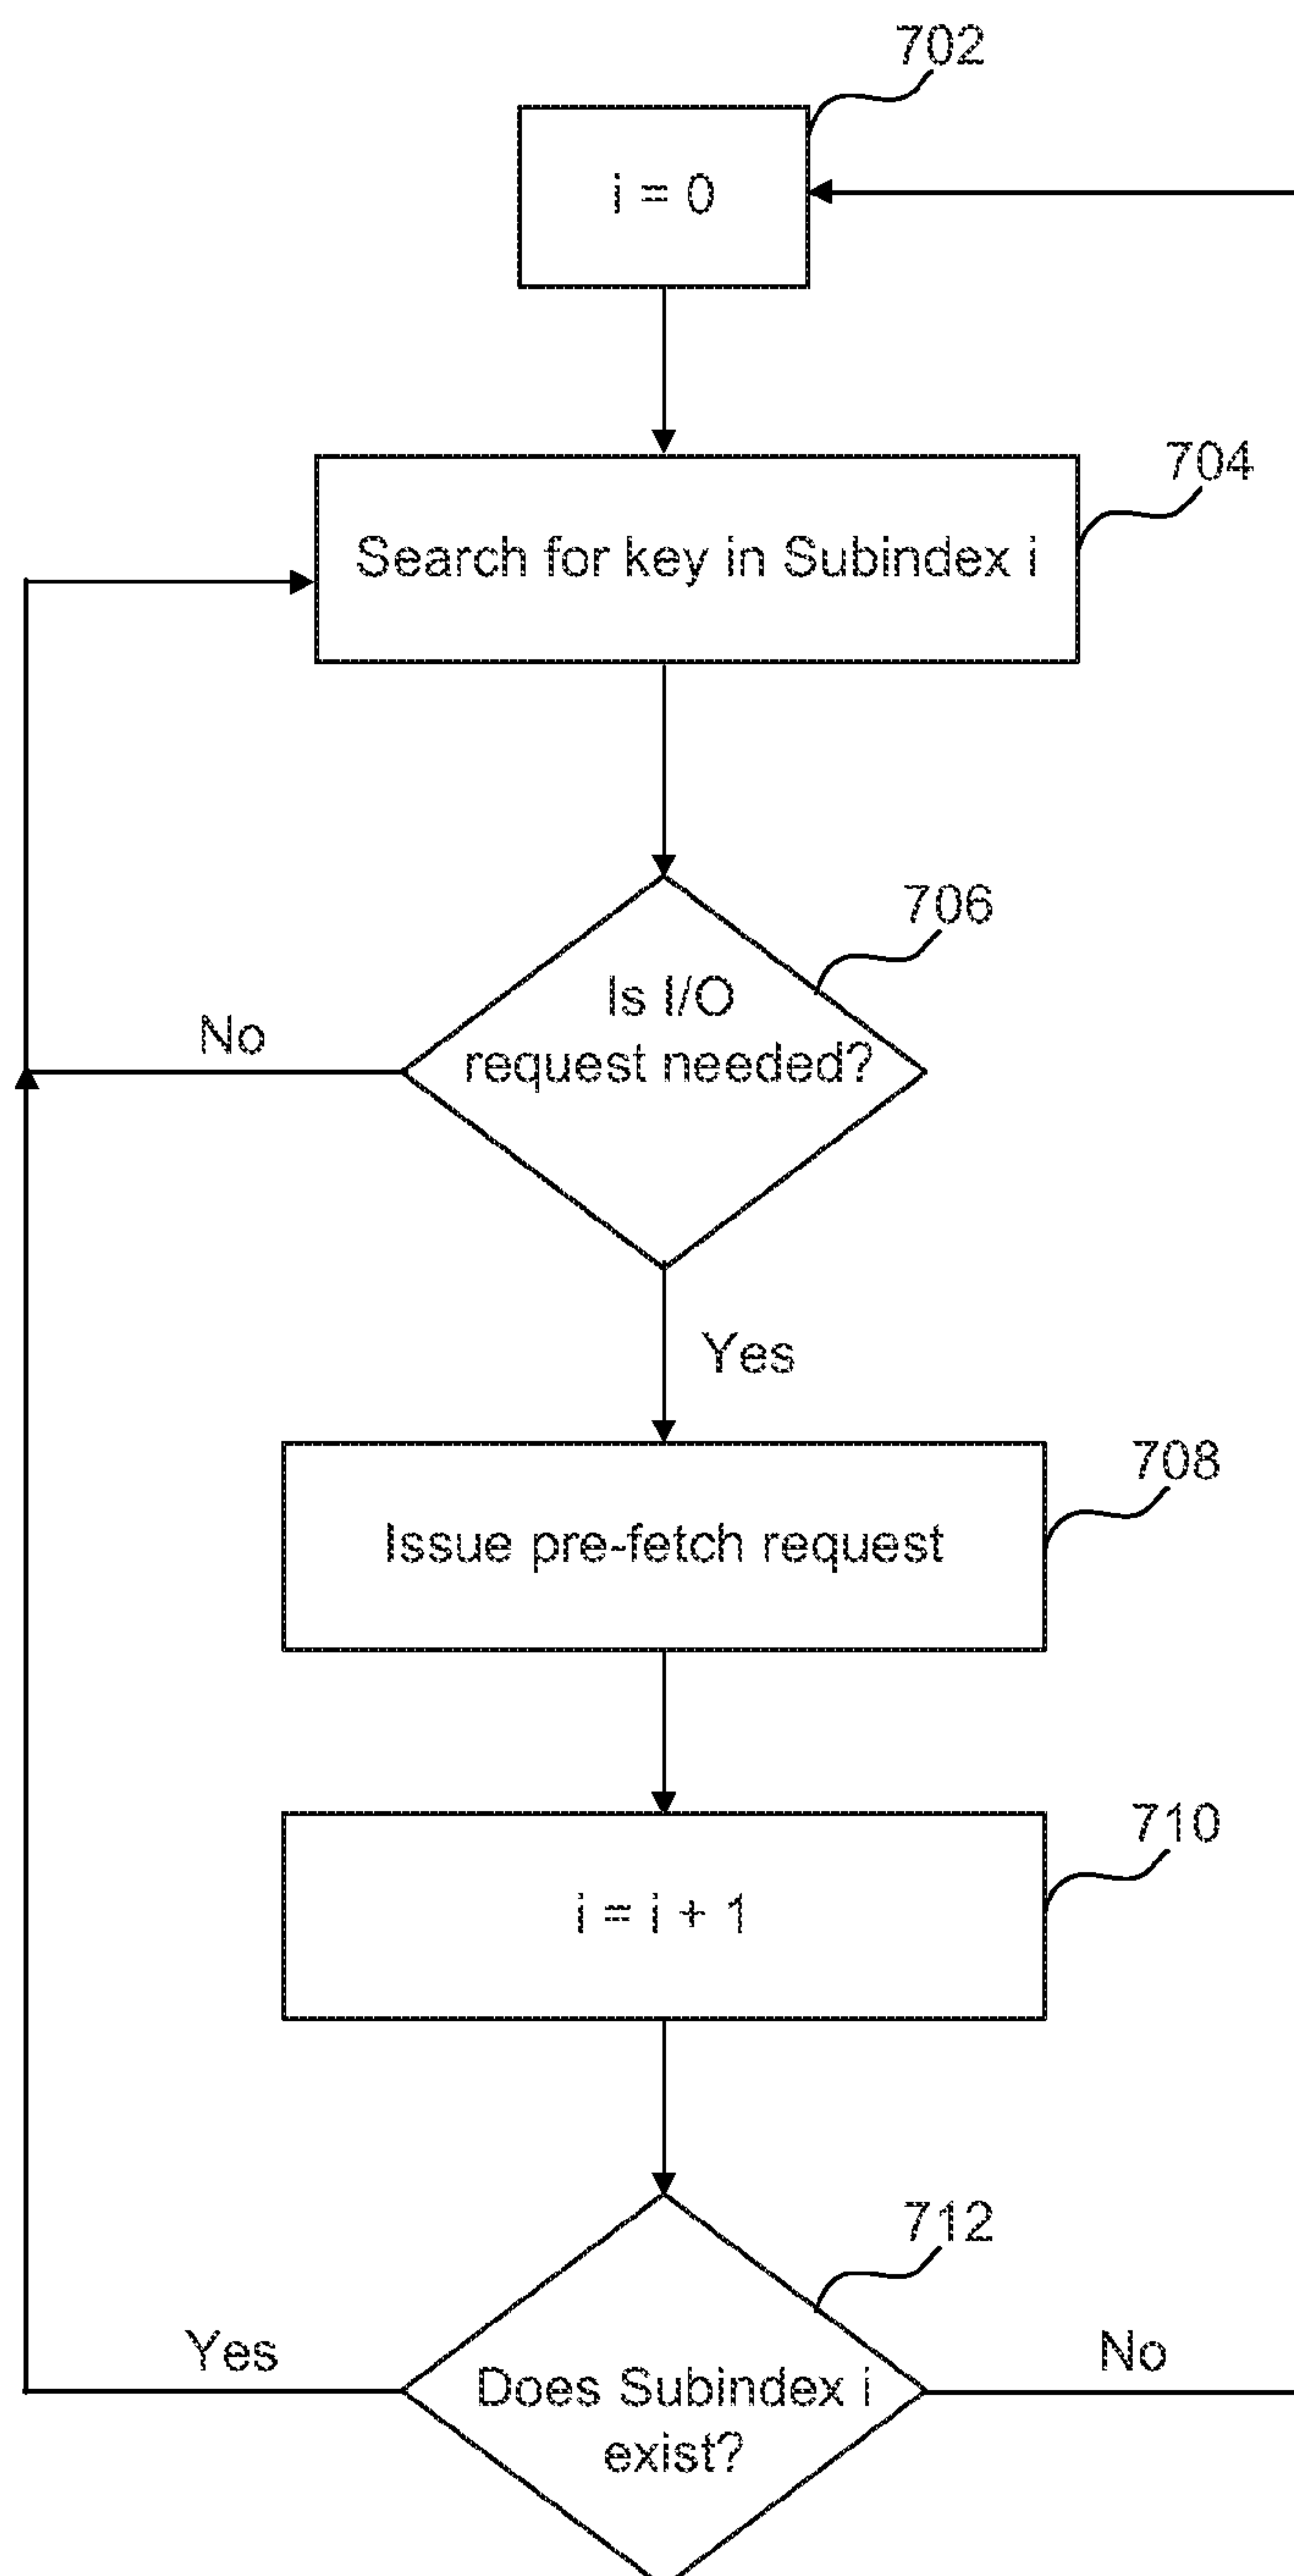 702
i = 0
704
Search for key in Subindex i
706
Is I/O
request needed?
No
Yes
708
Issue pre-fetch request
710
i = i + 1
712
Yes
Does Subindex i
exist?
No